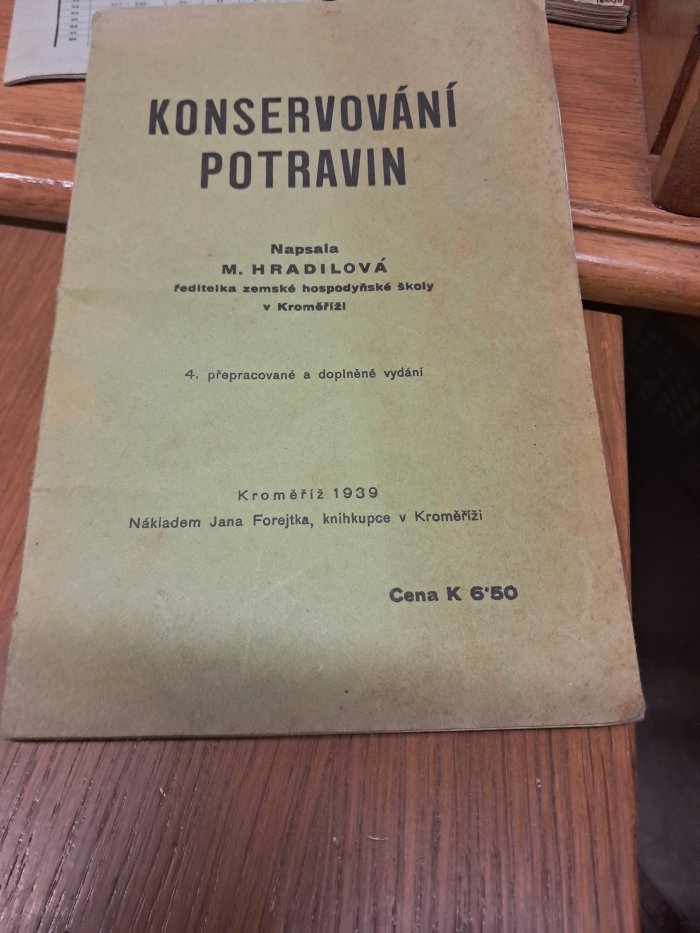 KONSERVOVÁNÍ
POTRAVIN
Napsala
M. HRADILOVÁ
ředitelka zemské hospodyňské školy
v Kroměříži
4. přepracované a doplněné vydání
Kroměříž 1939
Nákladem Jana Forejtka, knihkupce v Kroměříži
Cena K 6'50